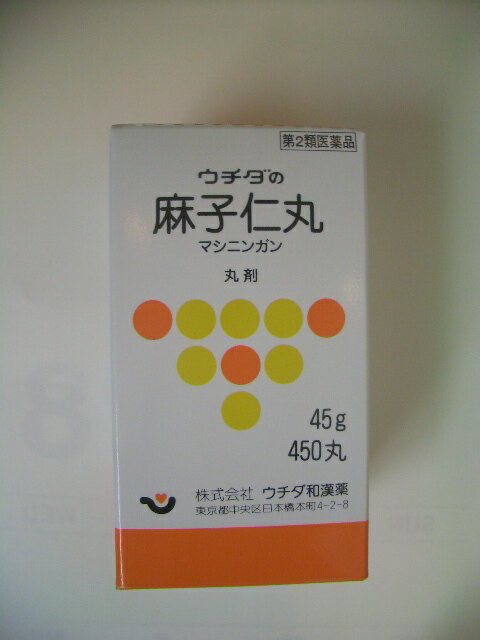 第2類医薬品
ウチダの
麻子仁丸
マシニンガン
丸剤
45g
450丸
株式会社 ウチダ和漢薬
東京都中央区日本橋本町4-2-8